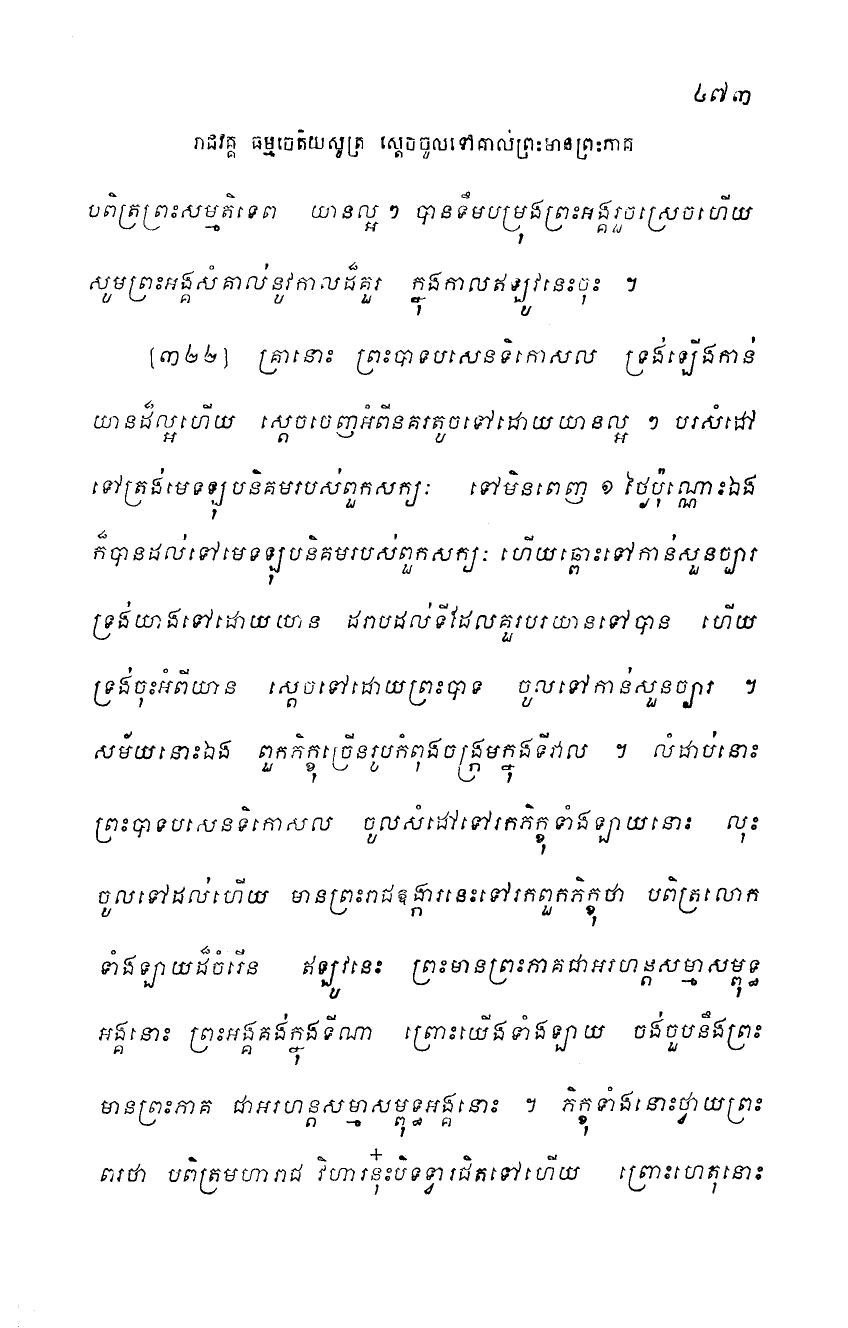 ៤៧៣
រាជវគ្គ ធម្មចេតិយសូត្រ ស្តេចចូលទៅគាល់ព្រះមានព្រះភាគ
បពិត្រព្រះសម្មតិទេព យានល្អ ៗ បានទឹមបម្រុងព្រះអង្គរួចស្រេចហើយ
សូមព្រះអង្គសំគាល់នូវកាលដ៏គួរ ក្នុងកាលឥឡូវនេះចុះ ។
[៣២២] គ្រានោះ ព្រះបាទបសេនទិកោសល ទ្រង់ឡើងកាន់
យានដ៏ល្អហើយ ស្តេចចេញអំពីនគរតូចទៅដោយយានល្អ ៗ បរសំដៅ
ទៅត្រង់មេទឡុបនិគមរបស់ពួកសក្យៈ ទៅមិនពេញ ១ ថ្ងៃប៉ុណ្ណោះឯង
ក៏បានដល់ទៅមេទឡុបនិគមរបស់ពួកសក្យៈ ហើយឆ្ពោះទៅកាន់សួនច្បារ
ទ្រង់យាងទៅដោយយាន ដរាបដល់ទីដែលគួរបរយានទៅបាន ហើយ
ទ្រង់ចុះអំពីយាន ស្តេចទៅដោយព្រះបាទ ចូលទៅកាន់សួនច្បារ ។
សម័យនោះឯង ពួកភិក្ខុច្រើនរូបកំពុងចង្ក្រមក្នុងទីវាល ។ លំដាប់នោះ
ព្រះបាទបសេនទិកោសល ចូលសំដៅទៅរកភិក្ខុទាំងឡាយនោះ លុះ
ចូលទៅដល់ហើយ មានព្រះរាជឱង្ការនេះទៅរកពួកភិក្ខុថា បពិត្រលោក
ទាំងឡាយដ៏ចំរើន ឥឡូវនេះ ព្រះមានព្រះភាគជាអរហន្តសម្មាសម្ពុទ្ធ
អង្គនោះ ព្រះអង្គគង់ក្នុងទីណា ព្រោះយើងទាំងឡាយ ចង់ចួបនឹងព្រះ
មានព្រះភាគ ជាអរហន្តសម្មាសម្ពុទ្ធអង្គនោះ ។ ភិក្ខុទាំងនោះថ្វាយព្រះ
ពរថា បពិត្រមហារាជ វិហារនុ៎ះបិទទ្វារជិតទៅហើយ ព្រោះហេតុនោះ